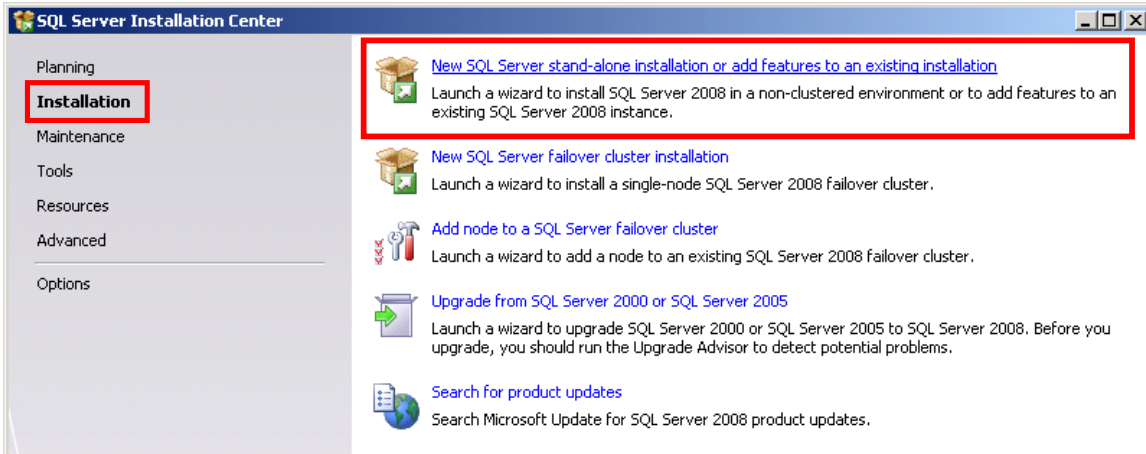 SQL Server Installation Center
Planning
Installation
Maintenance
Tools
Resources
Advanced
Options
New SQL Server stand-alone installation or add features to an existing installation
Launch a wizard to install SQL Server 2008 in a non-clustered environment or to add features to an
existing SQL Server 2008 instance.
New SQL Server failover cluster installation
Launch a wizard to install a single-node SQL Server 2008 failover cluster.
Add node to a SQL Server failover cluster
Launch a wizard to add a node to an existing SQL Server 2008 failover cluster.
Upgrade from SQL Server 2000 or SQL Server 2005
Launch a wizard to upgrade SQL Server 2000 or SQL Server 2005 to SQL Server 2008. Before you
upgrade, you should run the Upgrade Advisor to detect potential problems.
Search for product updates
Search Microsoft Update for SQL Server 2008 product updates.